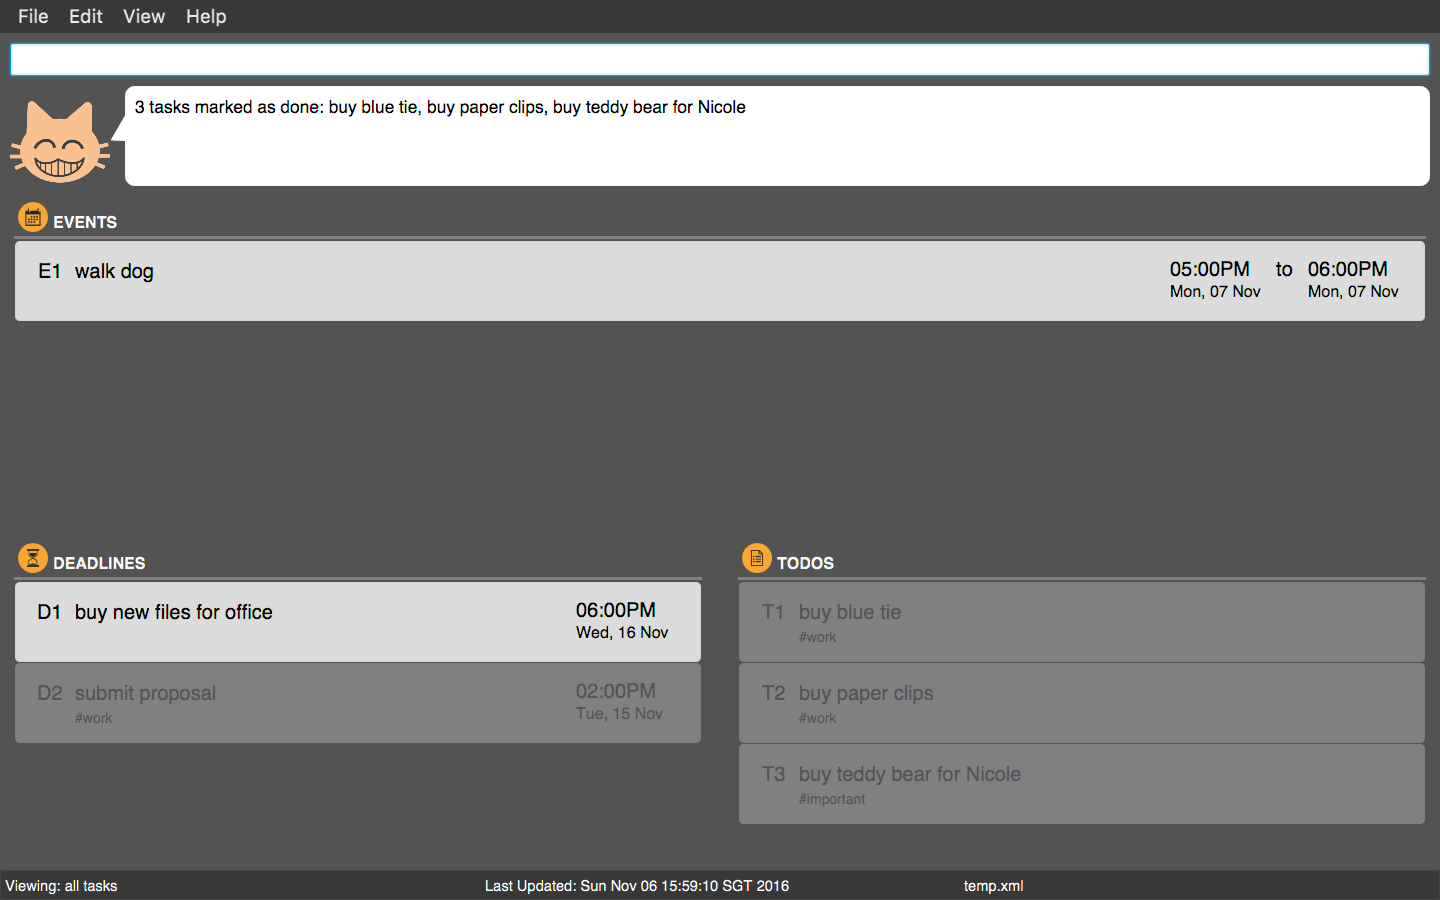 File Edit View Help
3 tasks marked as done: buy blue tie, buy paper clips, buy teddy bear for Nicole
EVENTS
E1 walk dog 05:00PM to 06:00PM
Mon, 07 Nov Mon, 07 Nov
DEADLINES
D1 buy new files for office 06:00PM
Wed, 16 Nov
D2 submit proposal 02:00PM
#work Tue, 15 Nov
TODOS
T1 buy blue tie
#work
T2 buy paper clips
#work
T3 buy teddy bear for Nicole
#important
Viewing: all tasks Last Updated: Sun Nov 06 15:59:10 SGT 2016 temp.xml